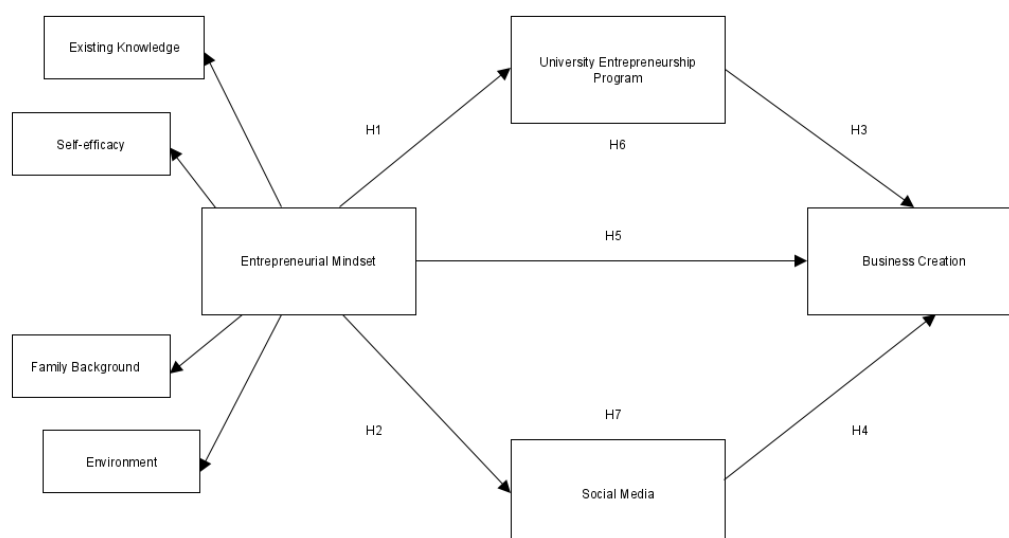 Existing Knowledge
University Entrepreneurship
Program
H1
H3
Self-efficacy
H6
H5
Entrepreneurial Mindset
Business Creation
Family Background
H7
H2
H4
Environment
Social Media